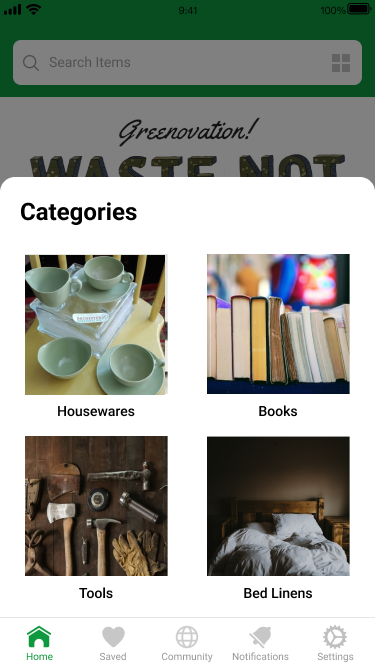 9:41
100%
Search Items
Greenovation!
WASTE NOT
Categories
Housewares
Books
Tools
Bed Linens
Home
Saved
Community
Notifications
Settings